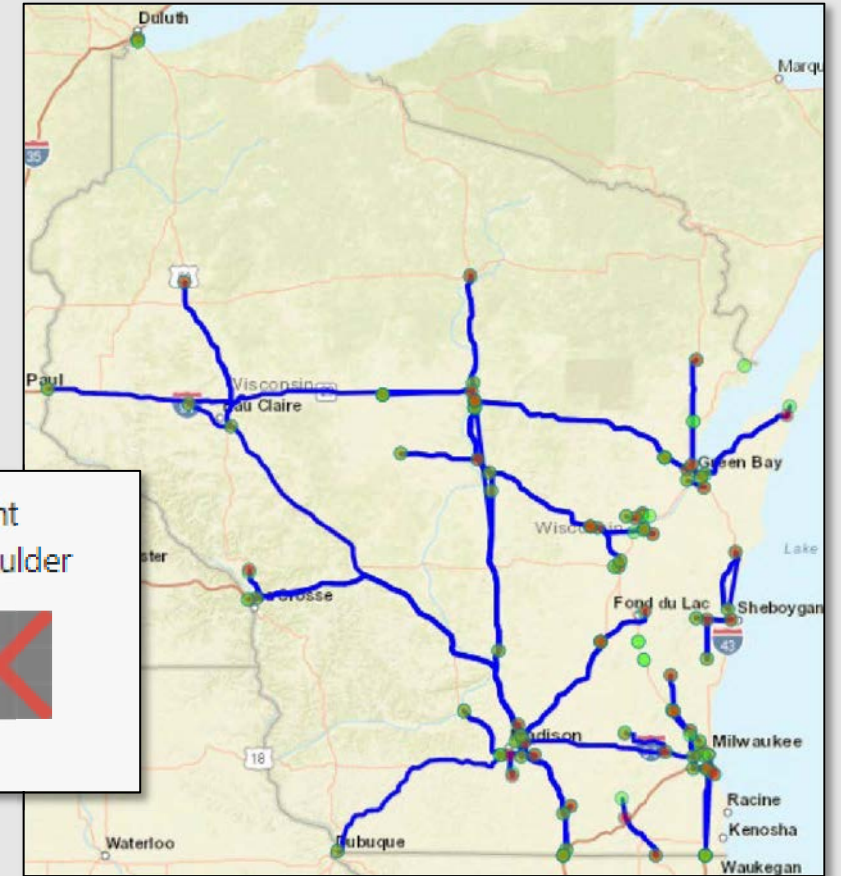 Duluth
Marqu
35
Paul
Wisconsin
au Claire
Green Bay
nt
ulder
Wisconsin
Lake
ster
Crosse
Fond du Lac
Sheboygan
43
adison
Milwaukee
18
Racine
Kenosha
Waterloo
Dubuque
Waukegan